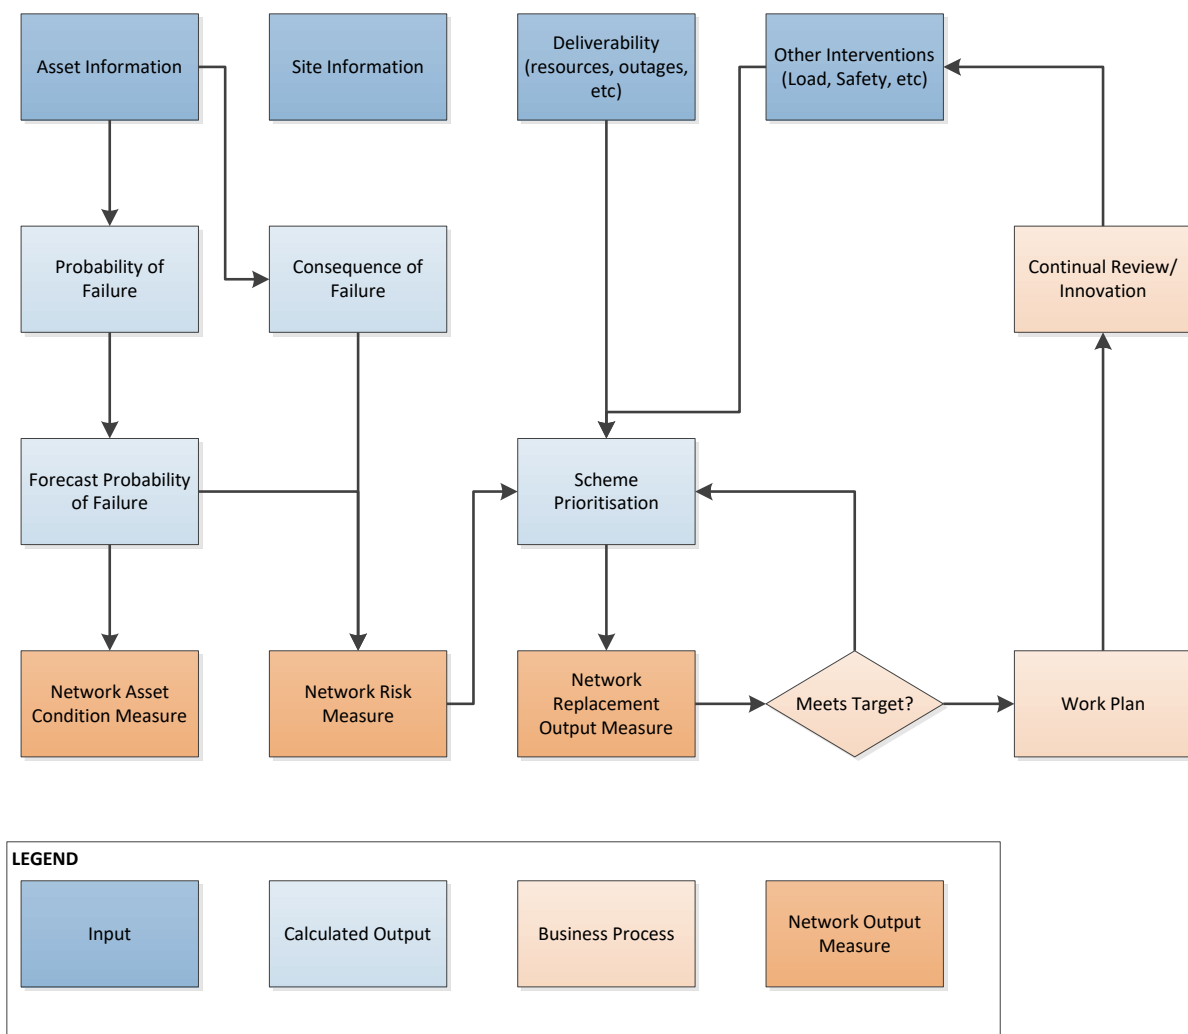 Asset Information
Site Information
Deliverability
(resources, outages,
etc)
Other Interventions
(Load, Safety, etc)
Probability of
Failure
Consequence of
Failure
Continual Review/
Innovation
Forecast Probability
of Failure
Scheme
Prioritisation
Network Asset
Condition Measure
Network Risk
Measure
Network
Replacement
Output Measure
Meets Target?
Work Plan
LEGEND
Input
Calculated Output
Business Process
Network Output
Measure